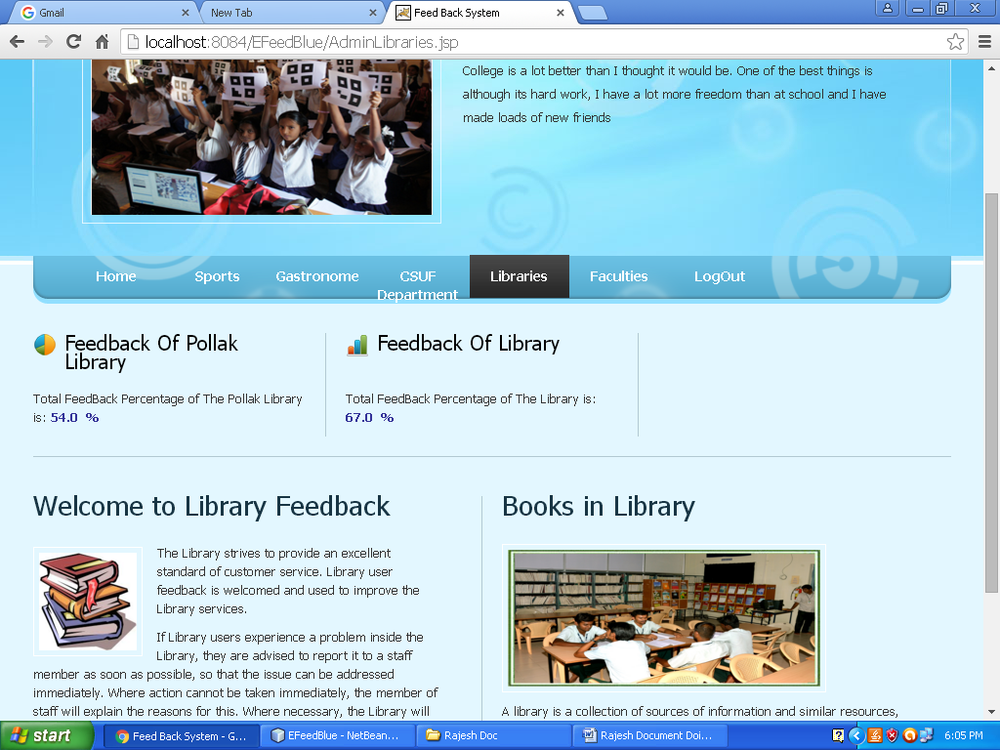 Gmail
New Tab
Feed Back System
localhost:8084/EFeedBlue/AdminLibraries.jsp
College is a lot better than I thought it would be. One of the best things is
although its hard work, I have a lot more freedom than at school and I have
made loads of new friends
Home
Sports
Gastronome
CSUF
Department
Libraries
Faculties
LogOut
Feedback Of Pollak
Library
Total FeedBack Percentage of The Pollak Library
is: 54.0 %
Feedback Of Library
Total FeedBack Percentage of The Library is:
67.0 %
Welcome to Library Feedback
The Library strives to provide an excellent
standard of customer service. Library user
feedback is welcomed and used to improve the
Library services.
If Library users experience a problem inside the
Library, they are advised to report it to a staff
member as soon as possible, so that the issue can be addressed
immediately. Where action cannot be taken immediately, the member of
staff will explain the reasons for this. Where necessary, the Library will
Books in Library
A library is a collection of sources of information and similar resources,
start
Feed Back System - G...
EFeedBlue - NetBean...
Rajesh Doc
Rajesh Document Doi...
6:05 PM